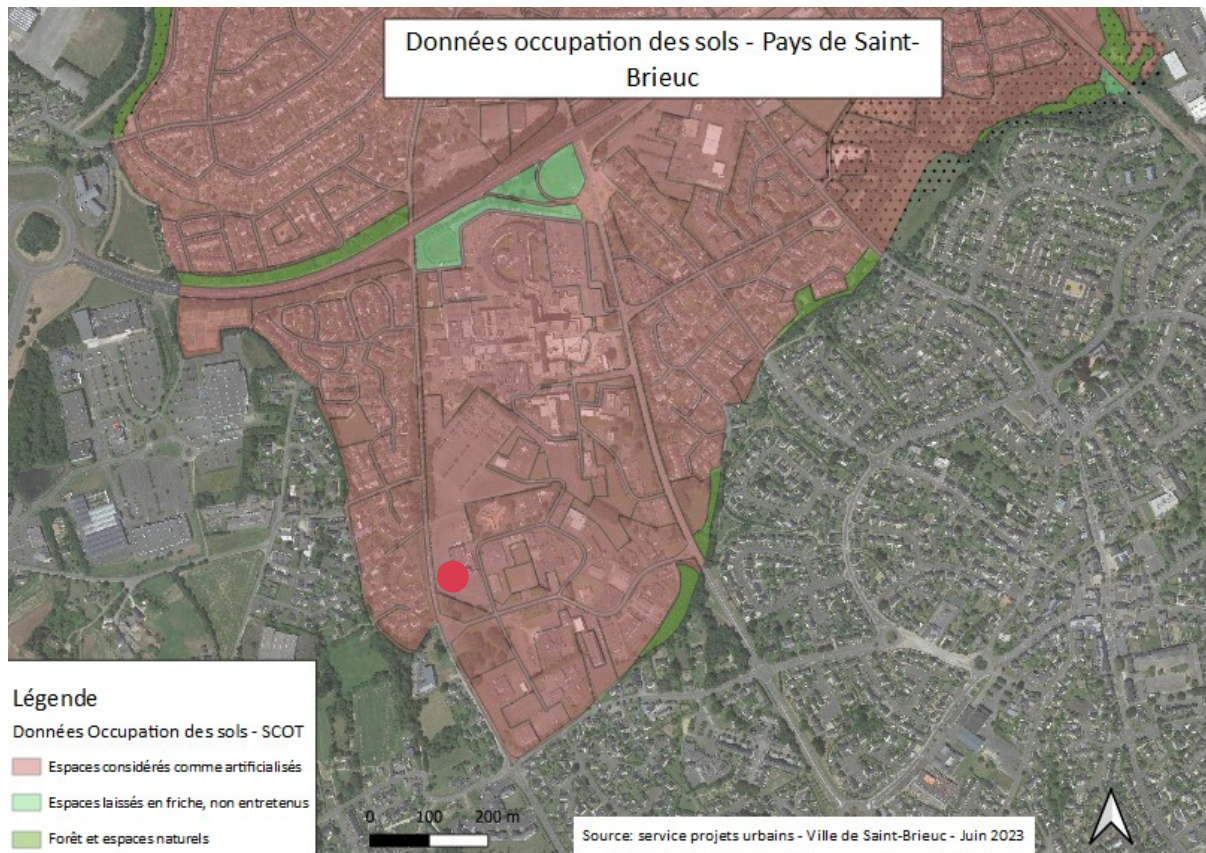 Données occupation des sols - Pays de Saint-
Brieuc
Légende
Données Occupation des sols - SCOT
Espaces considérés comme artificialisés
Espaces laissés en friche, non entretenus
Forêt et espaces naturels
0 100 200 m
Source: service projets urbains - Ville de Saint-Brieuc - Juin 2023